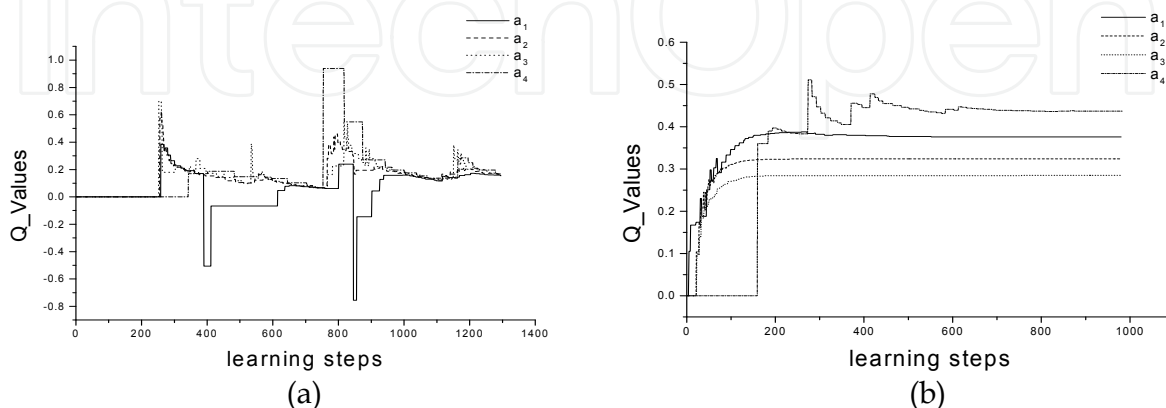 IntechOpen
a1
a2
a3
a4
1.0
0.8
0.6
0.4
0.2
0.0
-0.2
-0.4
-0.6
-0.8
Q_Values
0 200 400 600 800 1000 1200 1400
learning steps
(a)
a1
a2
a3
a4
0.6
0.5
0.4
0.3
0.2
0.1
0.0
Q_Values
0 200 400 600 800 1000
learning steps
(b)